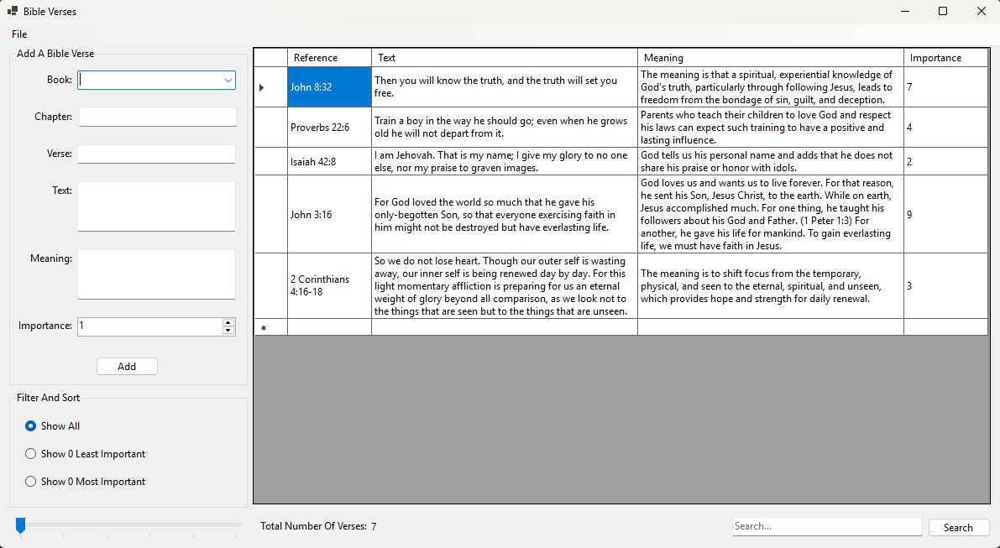 Bible Verses
File
Add A Bible Verse
Book:
Chapter:
Verse:
Text:
Meaning:
Importance:
1
Add
Filter And Sort
Show All
Show 0 Least Important
Show 0 Most Important
Reference
Text
Meaning
Importance
John 8:32
Then you will know the truth, and the truth will set you
free.
The meaning is that a spiritual, experiential knowledge of
God's truth, particularly through following Jesus, leads to
freedom from the bondage of sin, guilt, and deception.
7
Proverbs 22:6
Train a boy in the way he should go; even when he grows
old he will not depart from it.
Parents who teach their children to love God and respect
his laws can expect such training to have a positive and
lasting influence.
4
Isaiah 42:8
I am Jehovah. That is my name; I give my glory to no one
else, nor my praise to graven images.
God tells us his personal name and adds that he does not
share his praise or honor with idols.
2
John 3:16
For God loved the world so much that he gave his
only-begotten Son, so that everyone exercising faith in
him might not be destroyed but have everlasting life.
God loves us and wants us to live forever. For that reason,
he sent his Son, Jesus Christ, to the earth. While on earth,
Jesus accomplished much. For one thing, he taught his
followers about his God and Father. (1 Peter 1:3) For
another, he gave his life for mankind. To gain everlasting
life, we must have faith in Jesus.
9
2 Corinthians
4:16-18
So we do not lose heart. Though our outer self is wasting
away, our inner self is being renewed day by day. For this
light momentary affliction is preparing for us an eternal
weight of glory beyond all comparison, as we look not to
the things that are seen but to the things that are unseen.
The meaning is to shift focus from the temporary,
physical, and seen to the eternal, spiritual, and unseen,
which provides hope and strength for daily renewal.
3
Total Number Of Verses: 7
Search...
Search